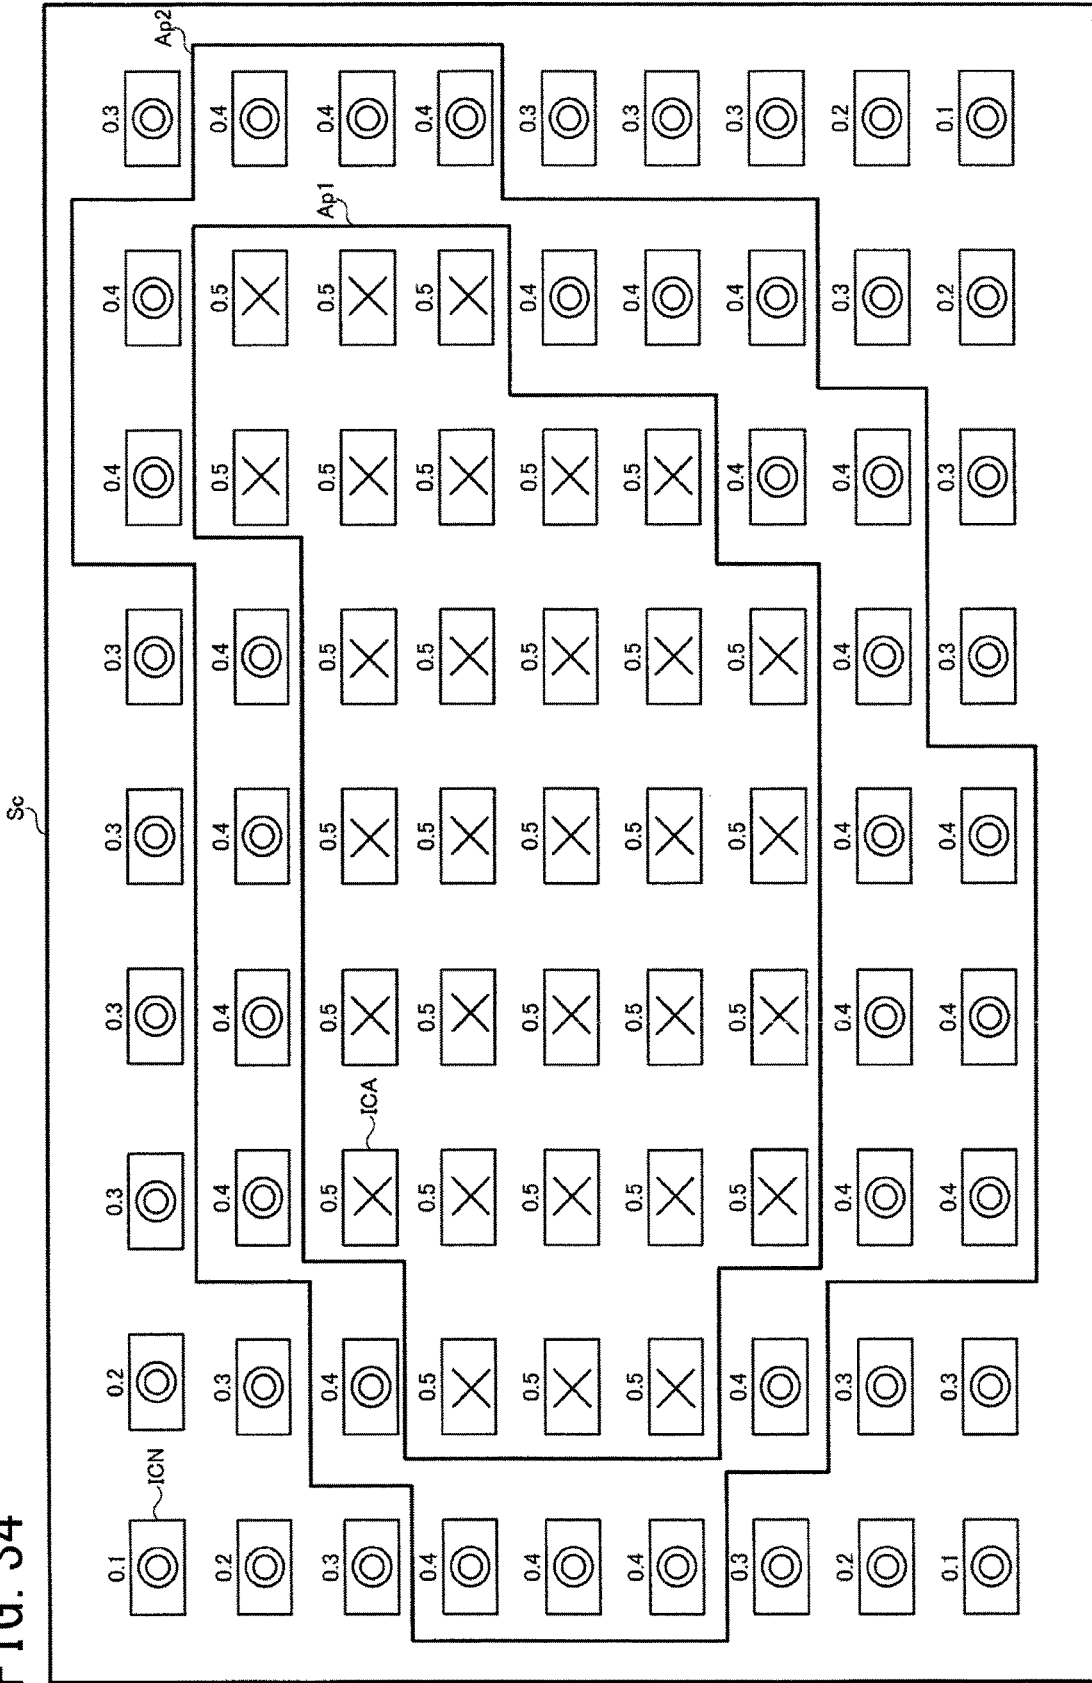 FIG. 34
Sc
0.1 0.2 0.3 0.3 0.3 0.3 0.4 0.4 0.3
ICN
Ap2
0.2 0.3 0.4 0.4 0.4 0.4 0.5 0.5 0.4
Ap1
0.3 0.4 0.5 0.5 0.5 0.5 0.5 0.5 0.4
ICA
0.4 0.5 0.5 0.5 0.5 0.5 0.5 0.5 0.4
0.4 0.5 0.5 0.5 0.5 0.5 0.5 0.4 0.3
0.4 0.5 0.5 0.5 0.5 0.5 0.5 0.4 0.3
0.3 0.4 0.5 0.5 0.5 0.5 0.4 0.4 0.3
0.2 0.3 0.4 0.4 0.4 0.4 0.4 0.3 0.2
0.1 0.3 0.4 0.4 0.4 0.3 0.3 0.2 0.1